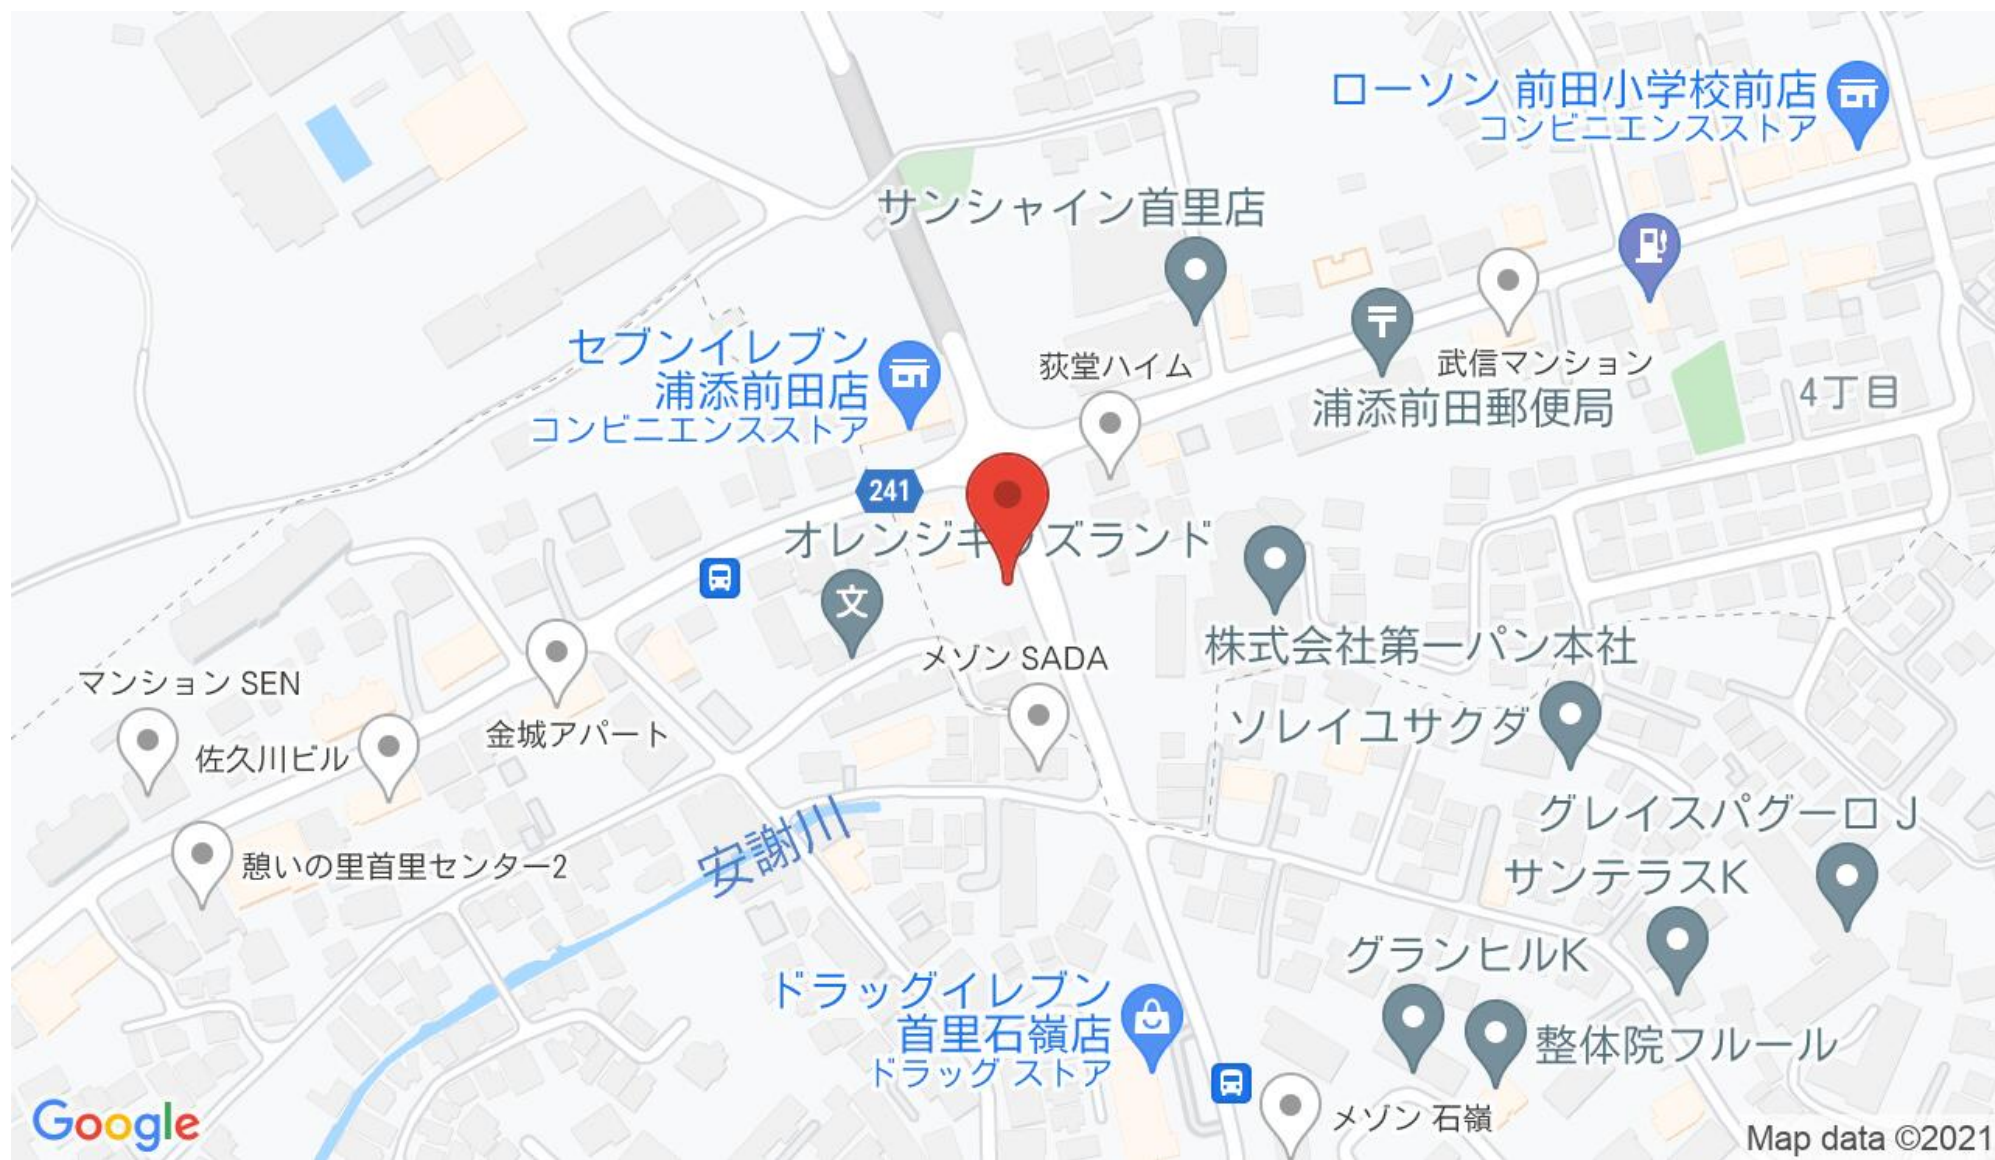 ローソン 前田小学校前店
コンビニエンスストア
サンシャイン首里店
セブンイレブン
浦添前田店
コンビニエンスストア
荻堂ハイム
武信マンション
浦添前田郵便局
4丁目
241
オレンジキッズランド
文
株式会社第一パン本社
メゾン SADA
マンション SEN
佐久川ビル
金城アパート
ソレイユサクダ
グレイスパグーロ J
安謝川
憩いの里首里センター2
サンテラスK
グランヒルK
ドラッグイレブン
首里石嶺店
ドラッグ ストア
整体院フルール
メゾン 石嶺
Google
Map data ©2021